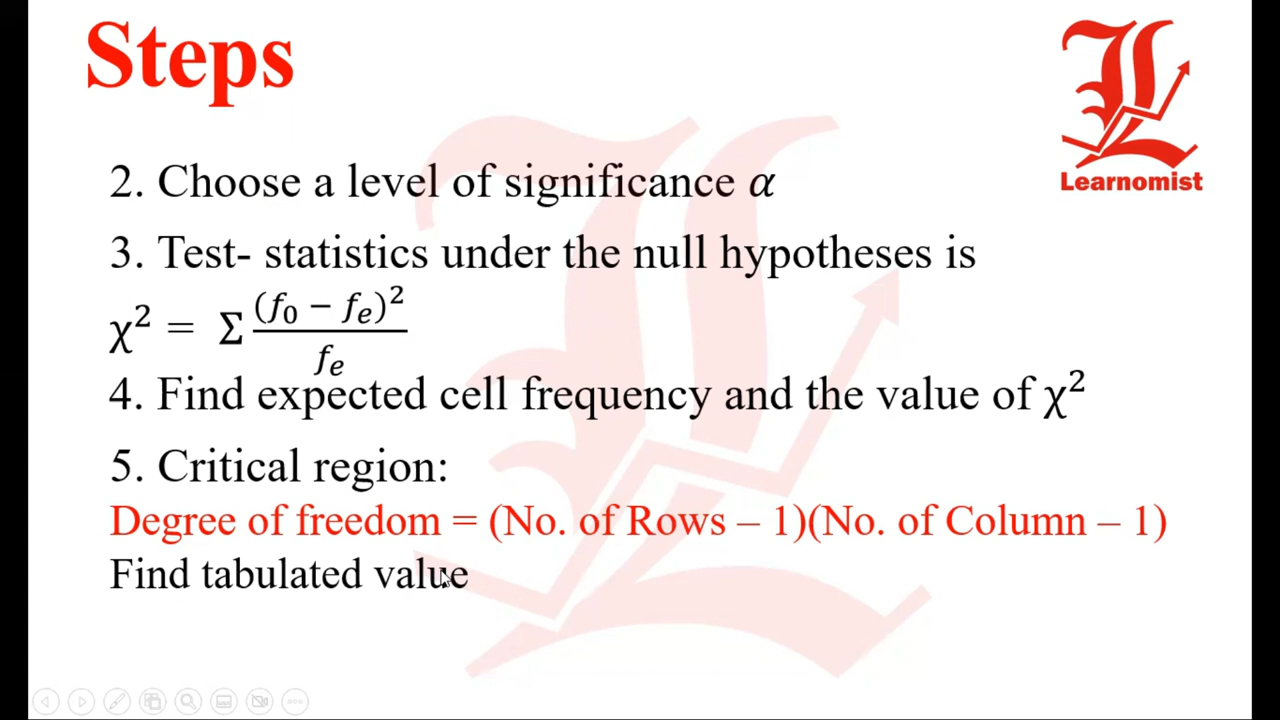 Steps
Learnomist
2. Choose a level of significance α
3. Test- statistics under the null hypotheses is
χ² = Σ (f₀ − fₑ)² / fₑ
4. Find expected cell frequency and the value of χ²
5. Critical region:
Degree of freedom = (No. of Rows – 1)(No. of Column – 1)
Find tabulated value